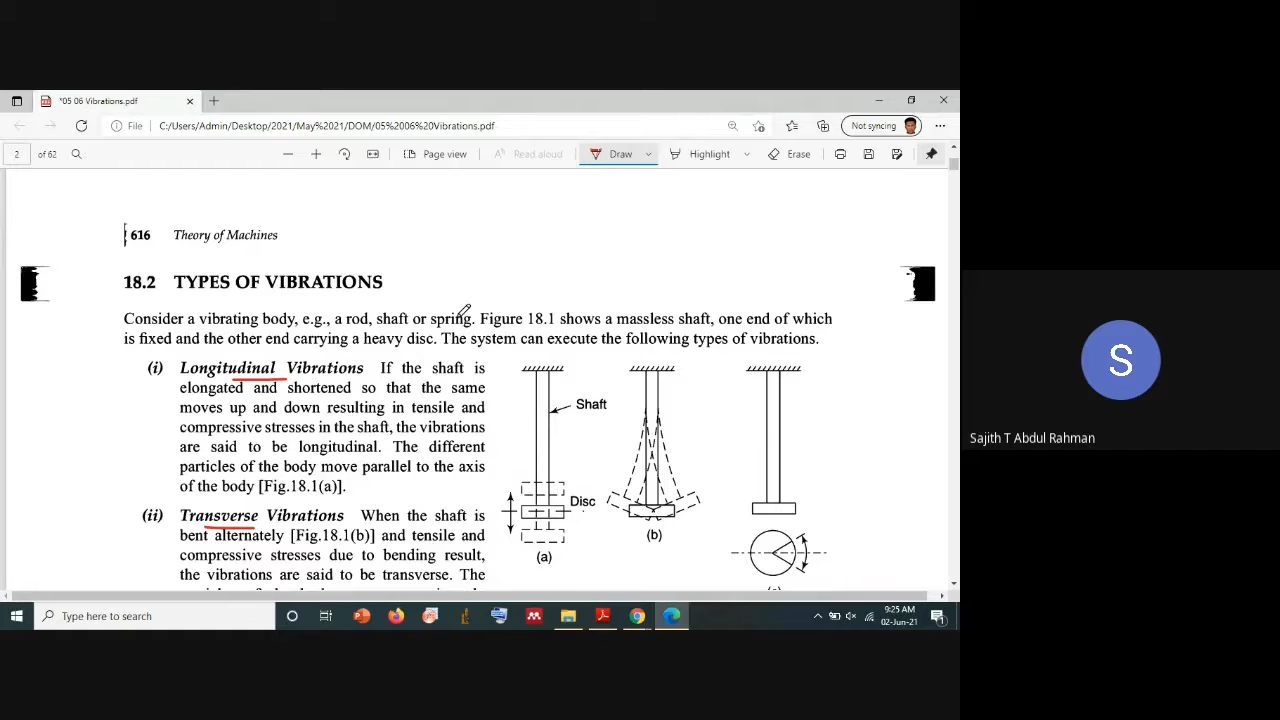 *05 06 Vibrations.pdf
File C:/Users/Admin/Desktop/2021/May%2021/DOM/05%2006%20Vibrations.pdf Not syncing
2 of 62 Page view Read aloud Draw Highlight Erase
616 Theory of Machines
18.2 TYPES OF VIBRATIONS
Consider a vibrating body, e.g., a rod, shaft or spring. Figure 18.1 shows a massless shaft, one end of which
is fixed and the other end carrying a heavy disc. The system can execute the following types of vibrations.
(i) Longitudinal Vibrations If the shaft is
elongated and shortened so that the same
moves up and down resulting in tensile and
compressive stresses in the shaft, the vibrations
are said to be longitudinal. The different
particles of the body move parallel to the axis
of the body [Fig.18.1(a)].
(ii) Transverse Vibrations When the shaft is
bent alternately [Fig.18.1(b)] and tensile and
compressive stresses due to bending result,
the vibrations are said to be transverse. The
Shaft
Disc
(a)
(b)
Type here to search
9:25 AM
02-Jun-21
1
S
Sajith T Abdul Rahman